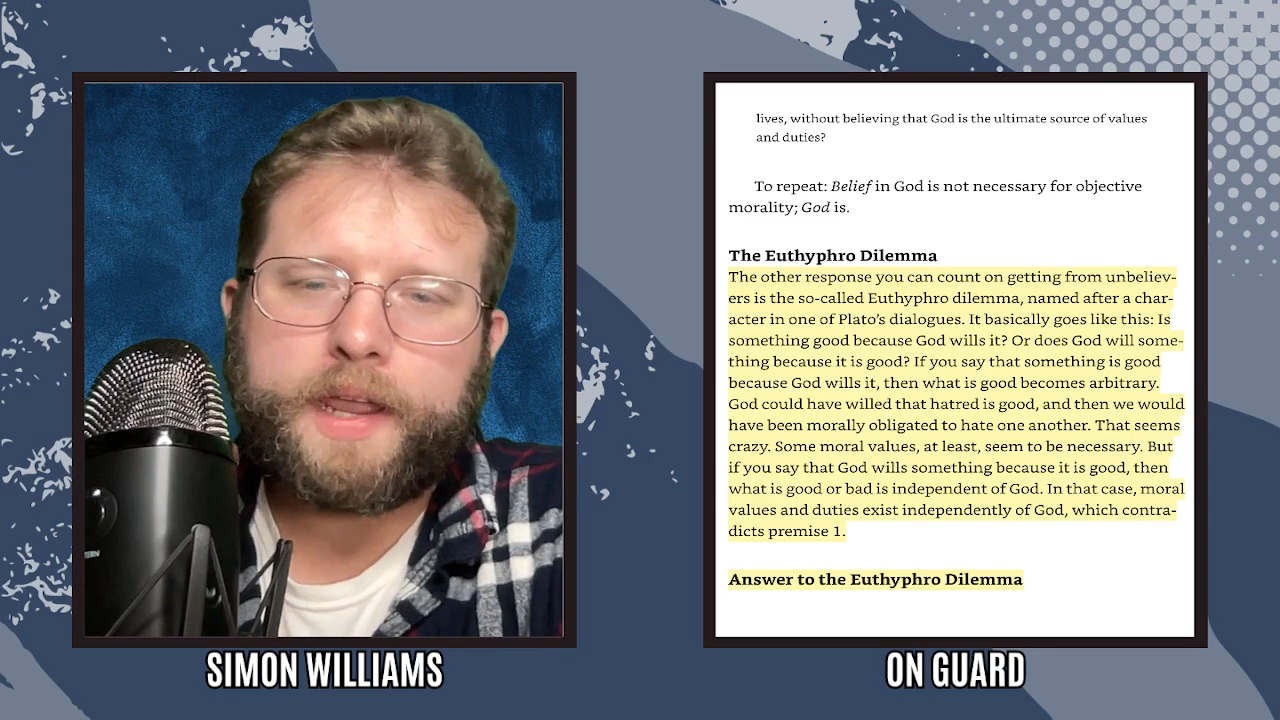 lives, without believing that God is the ultimate source of values
and duties?
To repeat: Belief in God is not necessary for objective
morality; God is.
The Euthyphro Dilemma
The other response you can count on getting from unbeliev-
ers is the so-called Euthyphro dilemma, named after a char-
acter in one of Plato’s dialogues. It basically goes like this: Is
something good because God wills it? Or does God will some-
thing because it is good? If you say that something is good
because God wills it, then what is good becomes arbitrary.
God could have willed that hatred is good, and then we would
have been morally obligated to hate one another. That seems
crazy. Some moral values, at least, seem to be necessary. But
if you say that God wills something because it is good, then
what is good or bad is independent of God. In that case, moral
values and duties exist independently of God, which contra-
dicts premise 1.
Answer to the Euthyphro Dilemma
SIMON WILLIAMS
ON GUARD